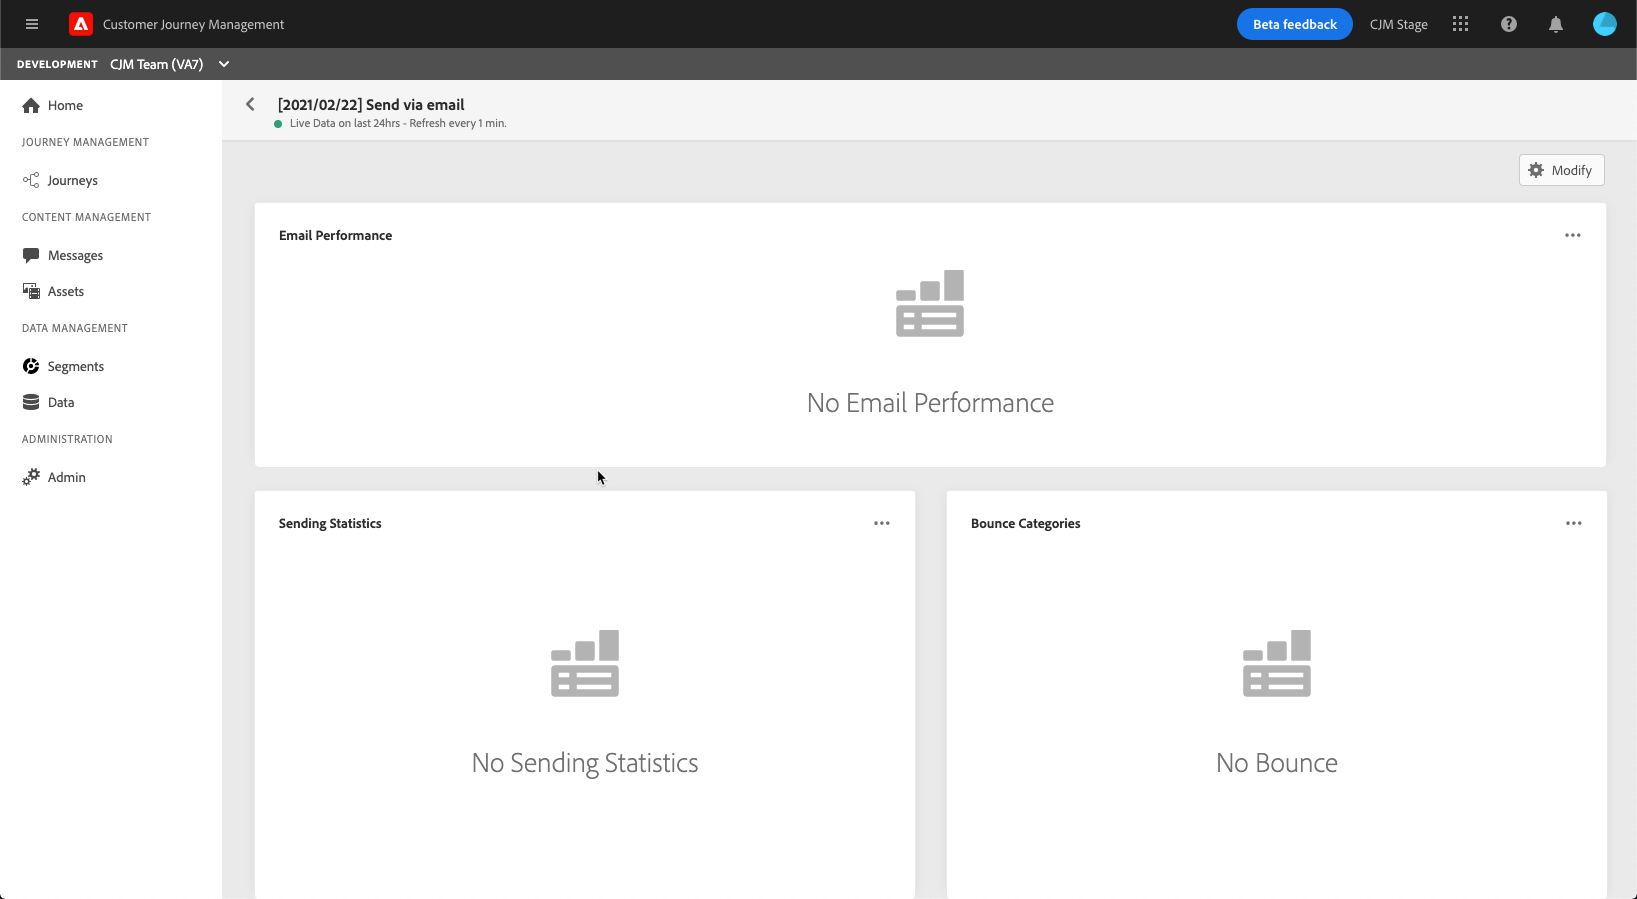 Customer Journey Management
Beta feedback
CJM Stage
DEVELOPMENT CJM Team (VA7)
Home
JOURNEY MANAGEMENT
Journeys
CONTENT MANAGEMENT
Messages
Assets
DATA MANAGEMENT
Segments
Data
ADMINISTRATION
Admin
[2021/02/22] Send via email
Live Data on last 24hrs - Refresh every 1 min.
Modify
Email Performance
No Email Performance
Sending Statistics
No Sending Statistics
Bounce Categories
No Bounce